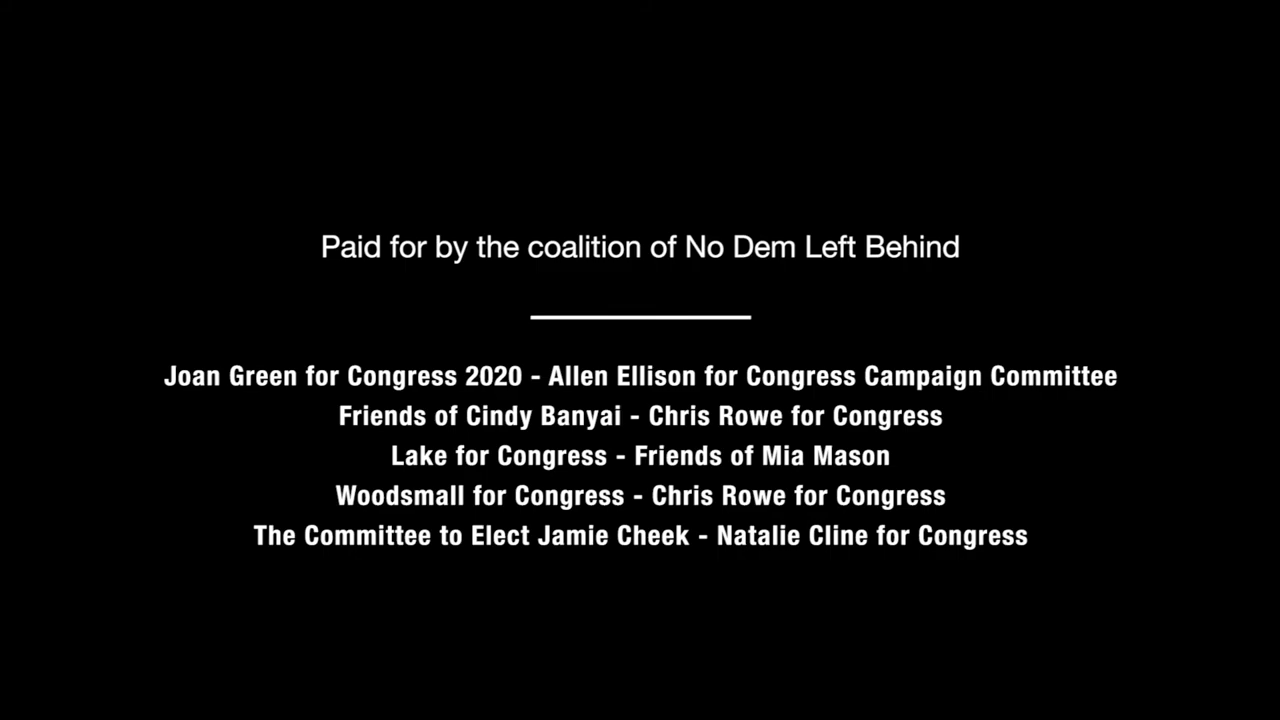 Paid for by the coalition of No Dem Left Behind
Joan Green for Congress 2020 - Allen Ellison for Congress Campaign Committee
Friends of Cindy Banyai - Chris Rowe for Congress
Lake for Congress - Friends of Mia Mason
Woodsmall for Congress - Chris Rowe for Congress
The Committee to Elect Jamie Cheek - Natalie Cline for Congress